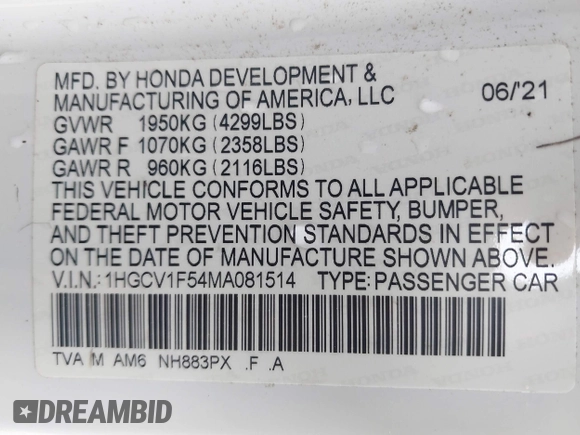 MFD. BY HONDA DEVELOPMENT &
MANUFACTURING OF AMERICA, LLC 06/'21
GVWR 1950KG (4299LBS)
GAWR F 1070KG (2358LBS)
GAWR R 960KG (2116LBS)
THIS VEHICLE CONFORMS TO ALL APPLICABLE
FEDERAL MOTOR VEHICLE SAFETY, BUMPER,
AND THEFT PREVENTION STANDARDS IN EFFECT
ON THE DATE OF MANUFACTURE SHOWN ABOVE.
V.I.N.: 1HGCV1F54MA081514 TYPE: PASSENGER CAR
TVA M AM6 NH883PX .F .A
DREAMBID